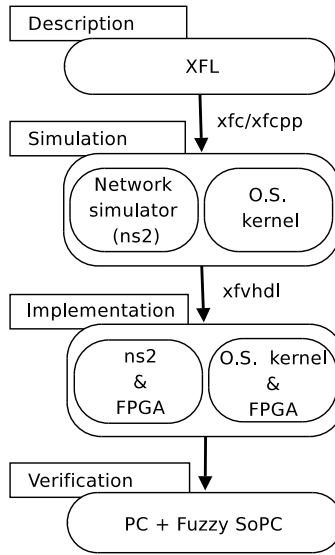 Description
XFL
xfc/xfcpp
Simulation
Network
simulator
(ns2)
O.S.
kernel
xfvhdl
Implementation
ns2
&
FPGA
O.S. kernel
&
FPGA
Verification
PC + Fuzzy SoPC